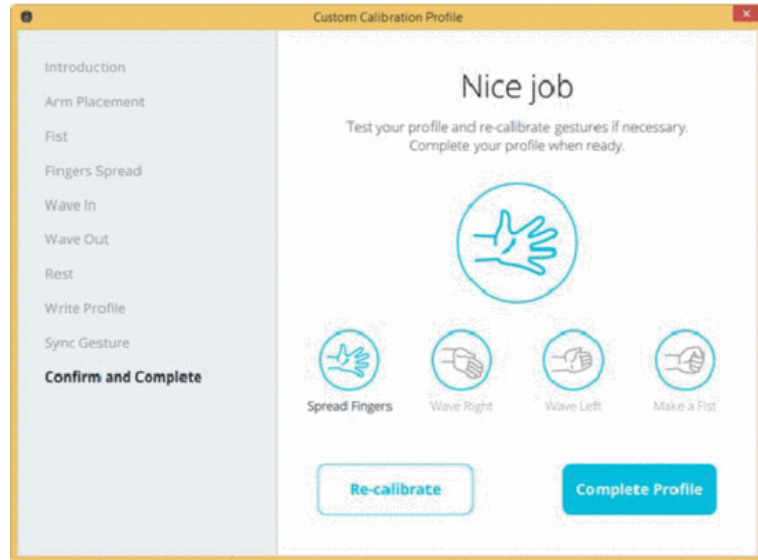 Custom Calibration Profile
Introduction
Arm Placement
Fist
Fingers Spread
Wave In
Wave Out
Rest
Write Profile
Sync Gesture
Confirm and Complete
Nice job
Test your profile and re-calibrate gestures if necessary.
Complete your profile when ready.
Spread Fingers Wave Right Wave Left Make a Fist
Re-calibrate Complete Profile